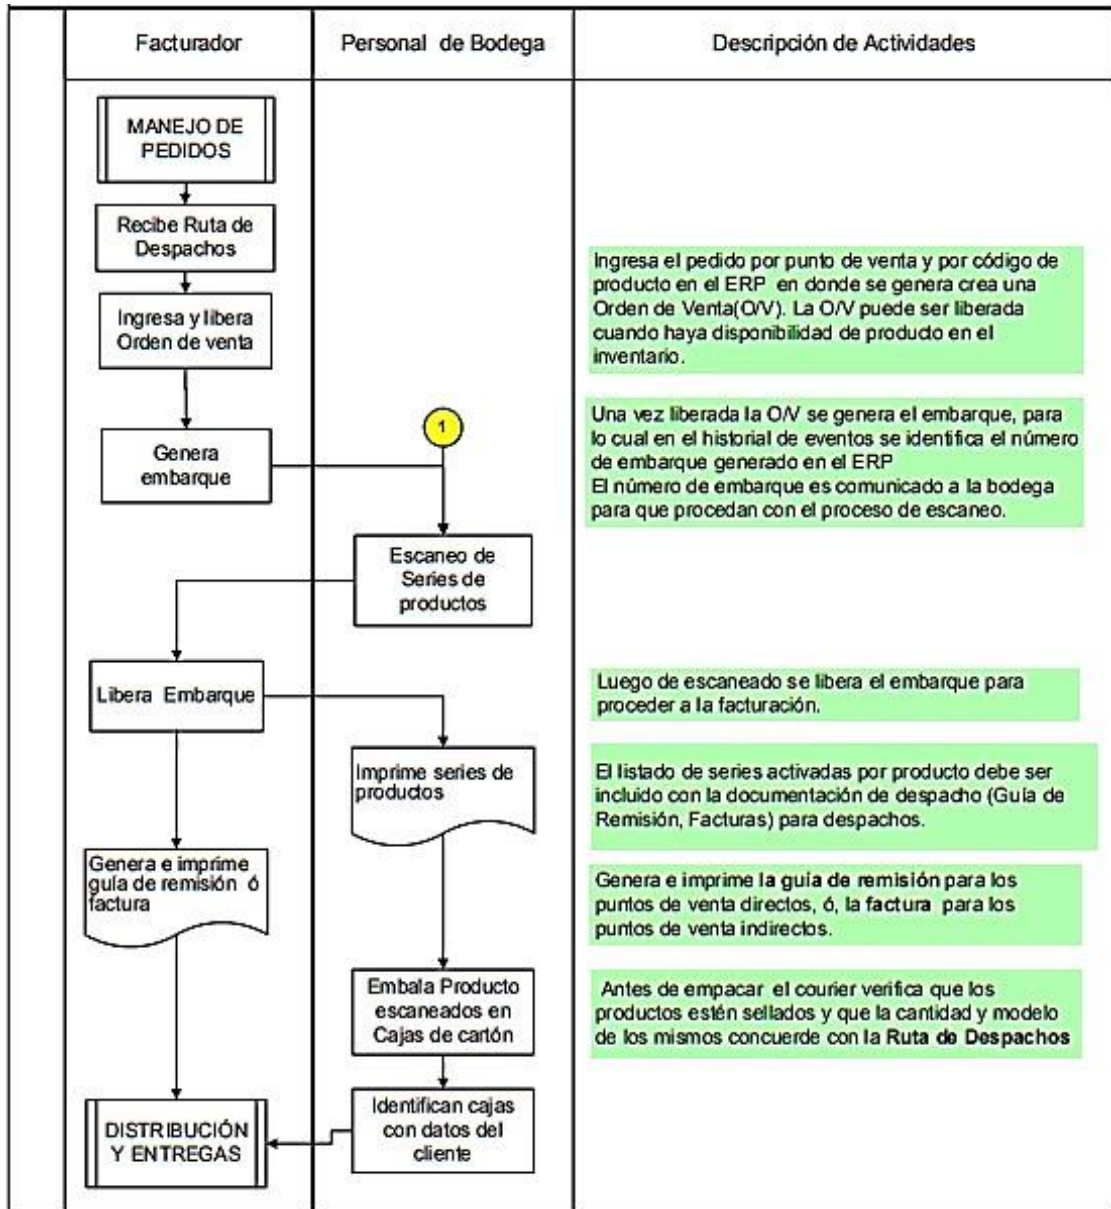 Facturador
Personal de Bodega
Descripción de Actividades
MANEJO DE
PEDIDOS
Recibe Ruta de
Despachos
Ingresa y libera
Orden de venta
Ingresa el pedido por punto de venta y por código de
producto en el ERP en donde se genera crea una
Orden de Venta(O/V). La O/V puede ser liberada
cuando haya disponibilidad de producto en el
inventario.
1
Genera
embarque
Una vez liberada la O/V se genera el embarque, para
lo cual en el historial de eventos se identifica el número
de embarque generado en el ERP
El número de embarque es comunicado a la bodega
para que procedan con el proceso de escaneo.
Escaneo de
Series de
productos
Libera Embarque
Luego de escaneado se libera el embarque para
proceder a la facturación.
Imprime series de
productos
El listado de series activadas por producto debe ser
incluido con la documentación de despacho (Guía de
Remisión, Facturas) para despachos.
Genera e imprime
guía de remisión ó
factura
Genera e imprime la guía de remisión para los
puntos de venta directos, ó, la factura para los
puntos de venta indirectos.
Embala Producto
escaneados en
Cajas de cartón
Antes de empacar el courier verifica que los
productos estén sellados y que la cantidad y modelo
de los mismos concuerde con la Ruta de Despachos
Identifican cajas
con datos del
cliente
DISTRIBUCIÓN
Y ENTREGAS